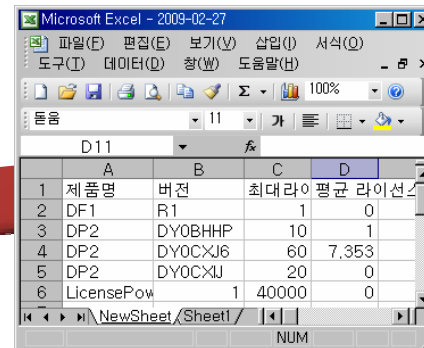 Microsoft Excel - 2009-02-27
파일(F) 편집(E) 보기(V) 삽입(I) 서식(O)
도구(T) 데이터(D) 창(W) 도움말(H)
Σ 100%
돋움 11 가
D11 fx
A B C D
1 제품명 버전 최대라이 평균 라이선스
2 DF1 R1 1 0
3 DP2 DY0BHHP 10 1
4 DP2 DY0CXJ6 60 7,353
5 DP2 DY0CXIJ 20 0
6 LicensePow 1 40000 0
NewSheet Sheet1
NUM